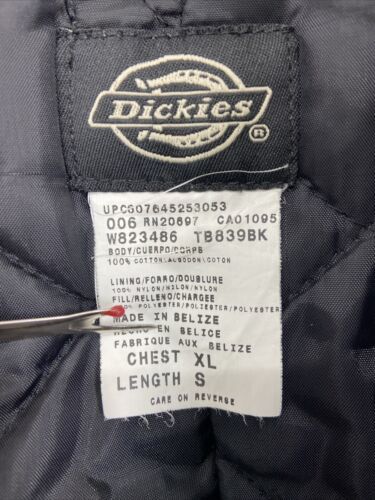 Dickies
®
UPC607645253053
006 RN20697 CA01095
W823486 TB839BK
BODY/CUERPO/CORPS
100% COTTON/ALGODON/COTON
LINING/FORRO/DOUBLURE
100% NYLON/NILON/NYLON
FILL/RELLENO/CHARGEE
POLYESTER/POLIESTER/POLYESTER
MADE IN BELIZE
HECHO EN BELICE
FABRIQUE AUX BELIZE
CHEST XL
LENGTH S
CARE ON REVERSE